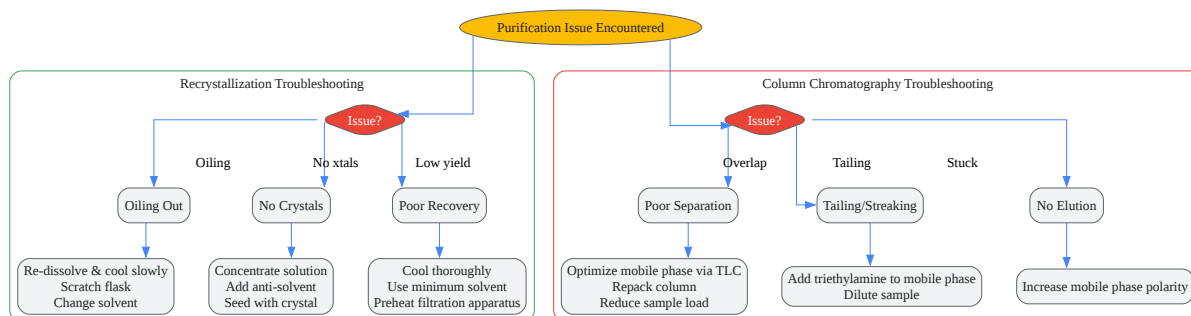 Purification Issue Encountered
Recrystallization Troubleshooting
Issue?
Oiling
No xtals
Low yield
Oiling Out
No Crystals
Poor Recovery
Re-dissolve & cool slowly
Scratch flask
Change solvent
Concentrate solution
Add anti-solvent
Seed with crystal
Cool thoroughly
Use minimum solvent
Preheat filtration apparatus
Column Chromatography Troubleshooting
Issue?
Overlap
Tailing
Stuck
Poor Separation
Tailing/Streaking
No Elution
Optimize mobile phase via TLC
Repack column
Reduce sample load
Add triethylamine to mobile phase
Dilute sample
Increase mobile phase polarity